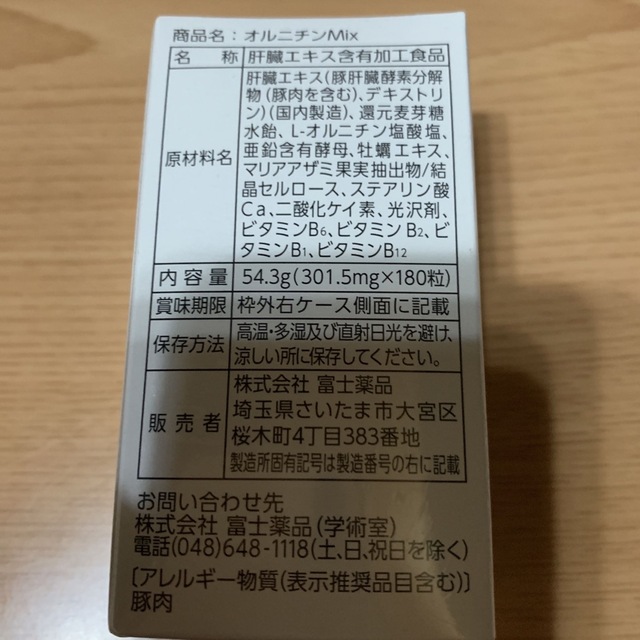 商品名：オルニチンMix
名　称 肝臓エキス含有加工食品
原材料名 肝臓エキス(豚肝臓酵素分解
物(豚肉を含む)、デキストリ
ン)(国内製造)、還元麦芽糖
水飴、L-オルニチン塩酸塩、
亜鉛含有酵母、牡蠣エキス、
マリアアザミ果実抽出物/結
晶セルロース、ステアリン酸
Ca、二酸化ケイ素、光沢剤、
ビタミンB6、ビタミンB2、ビ
タミンB1、ビタミンB12
内容量 54.3g(301.5mg×180粒)
賞味期限 枠外右ケース側面に記載
保存方法 高温・多湿及び直射日光を避け、
涼しい所に保存してください。
販売者 株式会社 富士薬品
埼玉県さいたま市大宮区
桜木町4丁目383番地
製造所固有記号は製造番号の右に記載
お問い合わせ先
株式会社 富士薬品(学術室)
電話(048)648-1118(土、日、祝日を除く)
〔アレルギー物質(表示推奨品目含む)〕
豚肉